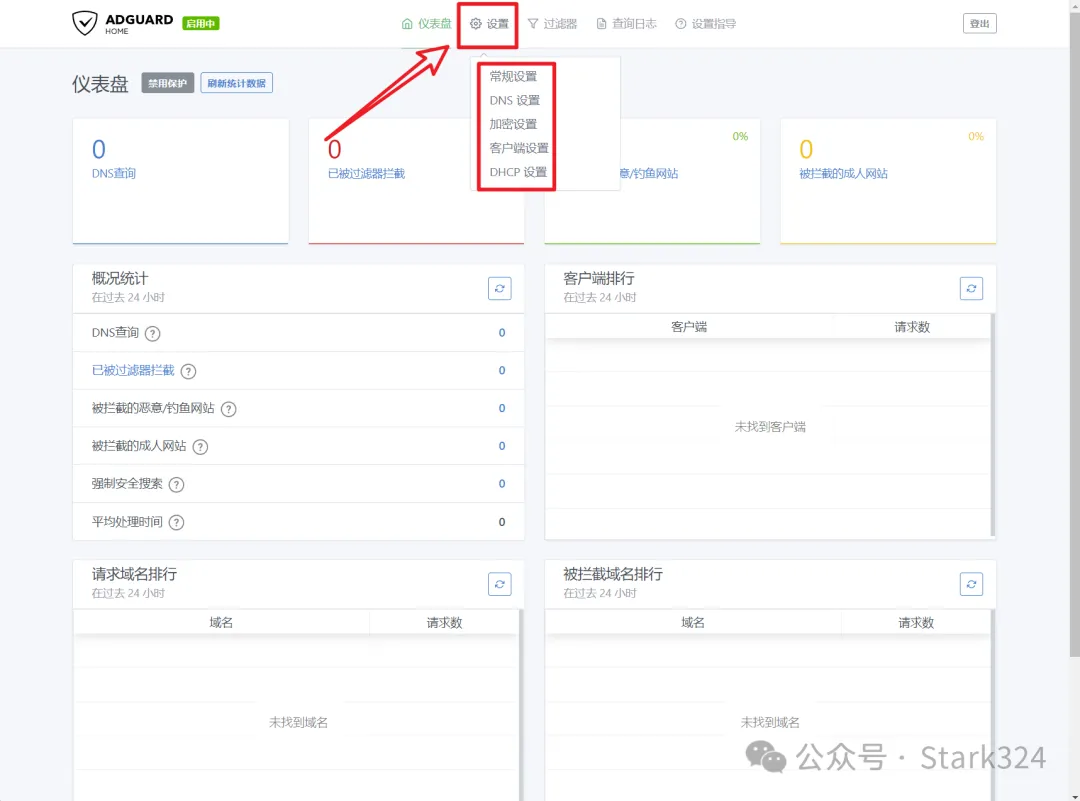 ADGUARD
HOME
启用中
仪表盘
设置
过滤器
查询日志
设置指导
登出
仪表盘
禁用保护
刷新统计数据
常规设置
DNS 设置
加密设置
客户端设置
DHCP 设置
0
DNS查询
0
已被过滤器拦截
0%
意/钓鱼网站
0%
0
被拦截的成人网站
概况统计
在过去 24 小时
DNS查询 ? 0
已被过滤器拦截 ? 0
被拦截的恶意/钓鱼网站 ? 0
被拦截的成人网站 ? 0
强制安全搜索 ? 0
平均处理时间 ? 0
客户端排行
在过去 24 小时
客户端 请求数
未找到客户端
请求域名排行
在过去 24 小时
域名 请求数
未找到域名
被拦截域名排行
在过去 24 小时
域名 请求数
未找到域名
公众号 · Stark324